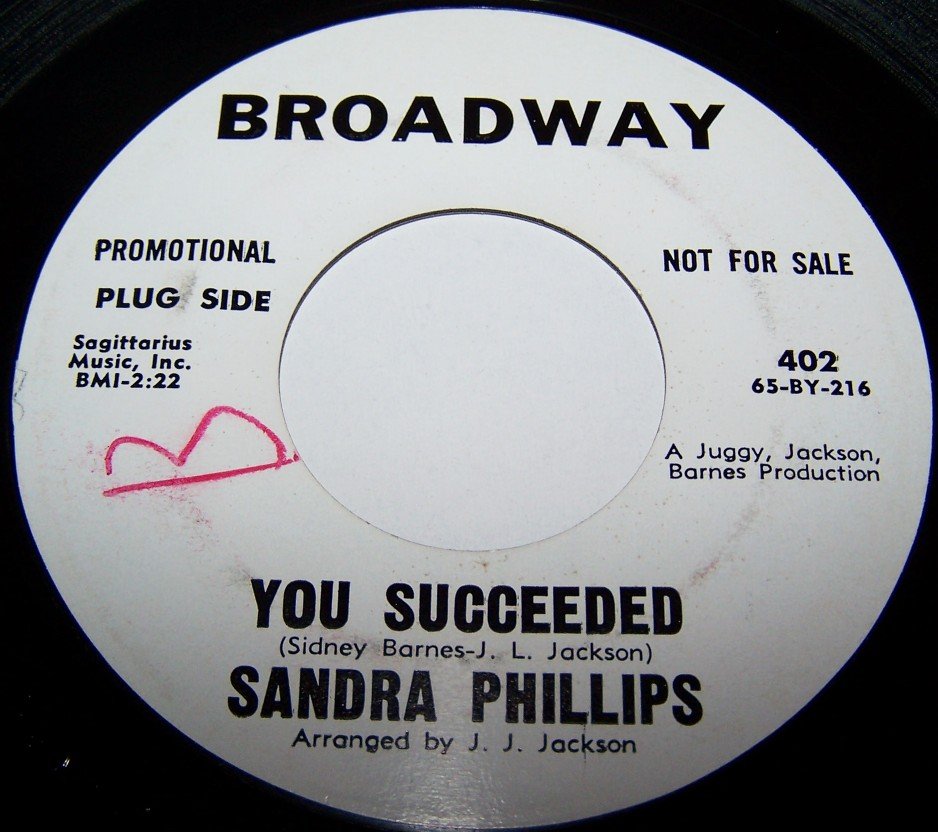 BROADWAY
PROMOTIONAL
PLUG SIDE
NOT FOR SALE
Sagittarius
Music, Inc.
BMI-2:22
402
65-BY-216
A Juggy, Jackson,
Barnes Production
YOU SUCCEEDED
(Sidney Barnes-J. L. Jackson)
SANDRA PHILLIPS
Arranged by J. J. Jackson